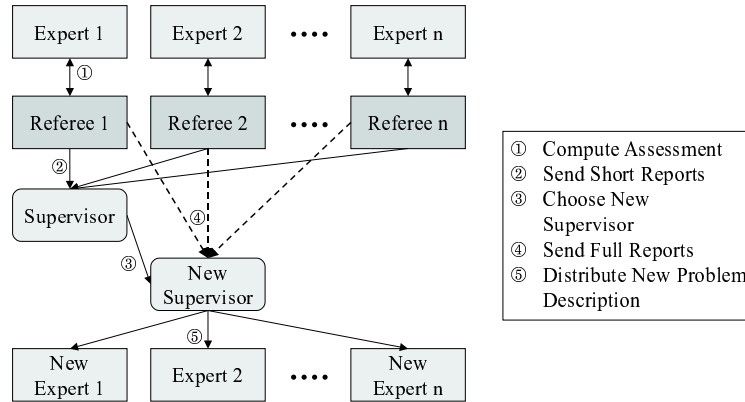 Expert 1
Expert 2
••••
Expert n
①
Referee 1
Referee 2
••••
Referee n
②
Supervisor
④
③
New
Supervisor
⑤
New
Expert 1
Expert 2
••••
New
Expert n
① Compute Assessment
② Send Short Reports
③ Choose New
Supervisor
④ Send Full Reports
⑤ Distribute New Problem
Description